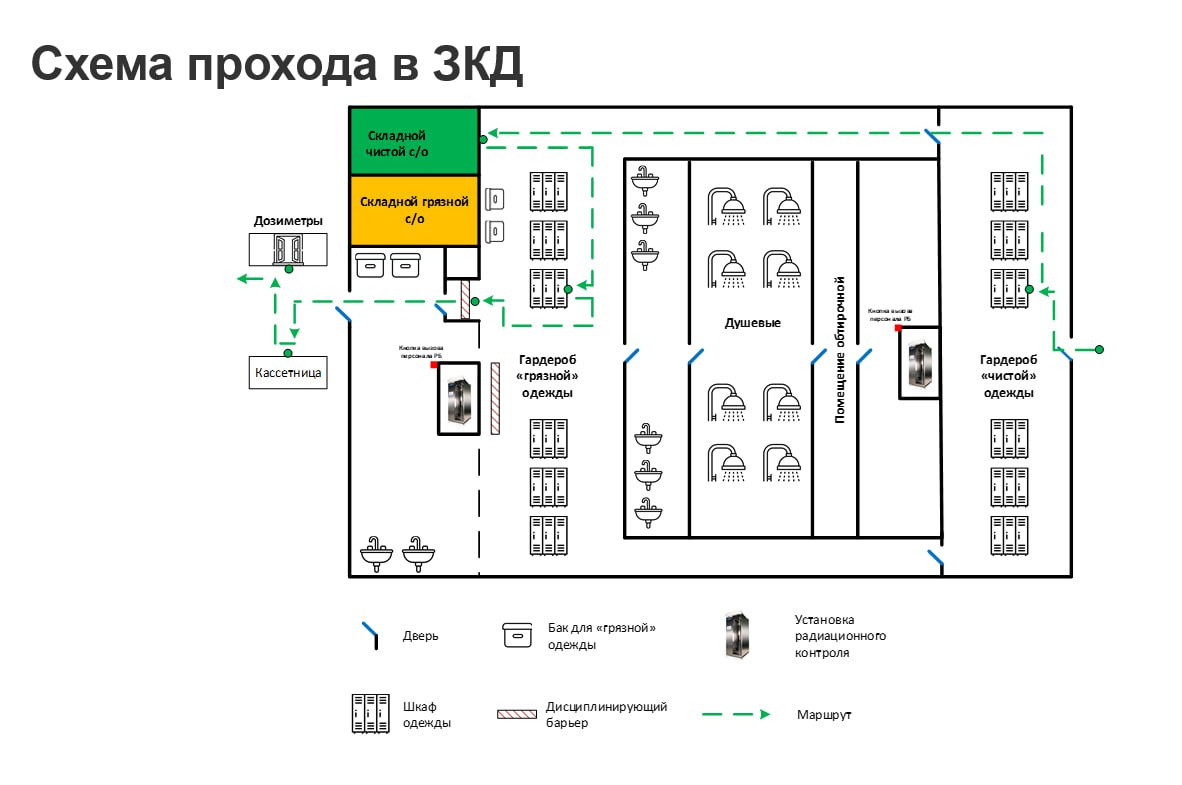 Схема прохода в ЗКД
Складной
чистой с/о
Складной грязной
с/о
Дозиметры
Кассетница
Кнопка вызова
персонала РБ
Гардероб
«грязной»
одежды
Душевые
Помещение обтирочной
Кнопка вызова
персонала РБ
Гардероб
«чистой»
одежды
Дверь
Бак для «грязной»
одежды
Установка
радиационного
контроля
Шкаф
одежды
Дисциплинирующий
барьер
Маршрут